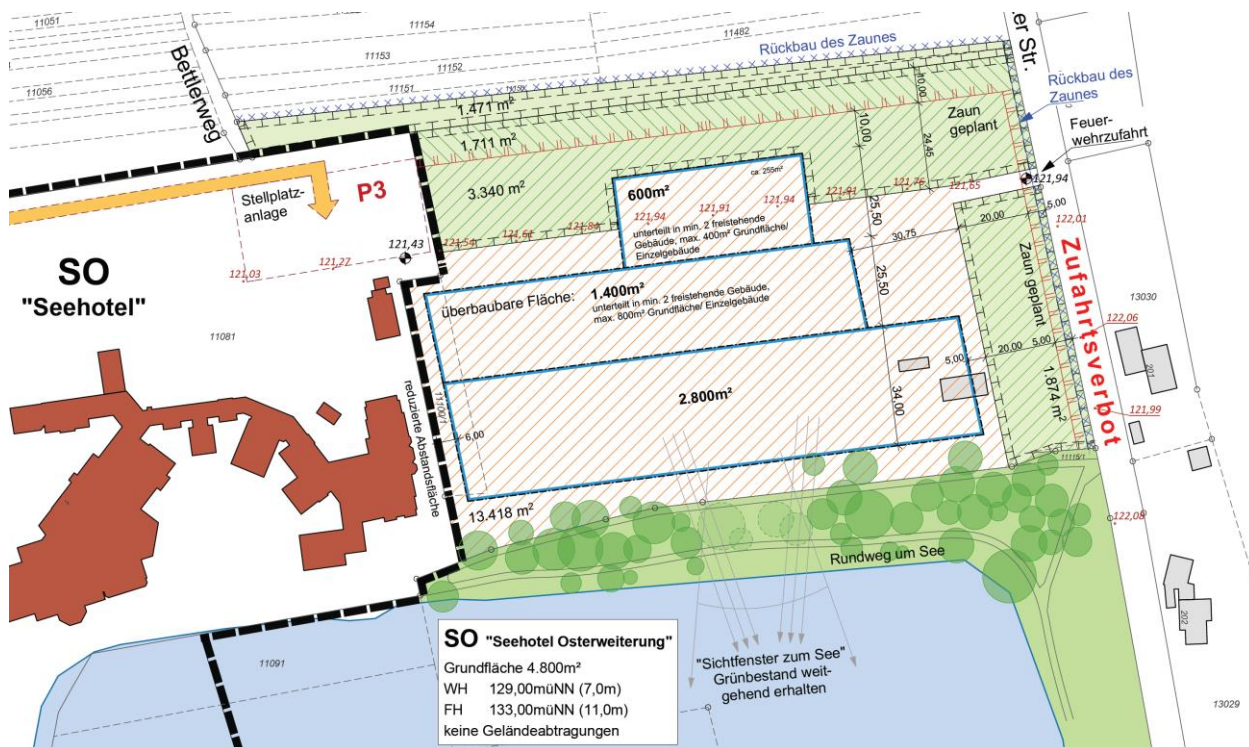 11051
11154
11153
11152
11151
11482
11056
Bettlerweg
Rückbau des Zaunes
er Str.
Rückbau des
Zaunes
Feuer-
wehrzufahrt
1.471 m²
1.711 m²
3.340 m²
10,00
10,00
24,45
Zaun
geplant
121,94
Stellplatz-
anlage
P3
600m²
ca. 255m²
121,94
121,91
121,94
unterteilt in min. 2 freistehende
Gebäude, max. 400m² Grundfläche/
Einzelgebäude
121,91
121,76
121,65
121,54
121,61
121,84
121,43
121,03
121,27
25,50
30,75
20,00
5,00
122,01
SO
"Seehotel"
11081
überbaubare Fläche: 1.400m²
unterteilt in min. 2 freistehende Gebäude,
max. 800m² Grundfläche/ Einzelgebäude
25,50
Zaun geplant
Zufahrtsverbot
13030
122,06
201
5,00
20,00
5,00
2.800m²
34,00
1.874 m²
121,99
reduzierte Abstandsfläche
11100/1
6,00
11115/1
13.418 m²
122,08
Rundweg um See
202
11091
SO "Seehotel Osterweiterung"
Grundfläche 4.800m²
WH 129,00müNN (7,0m)
FH 133,00müNN (11,0m)
keine Geländeabtragungen
"Sichtfenster zum See"
Grünbestand weit-
gehend erhalten
13029